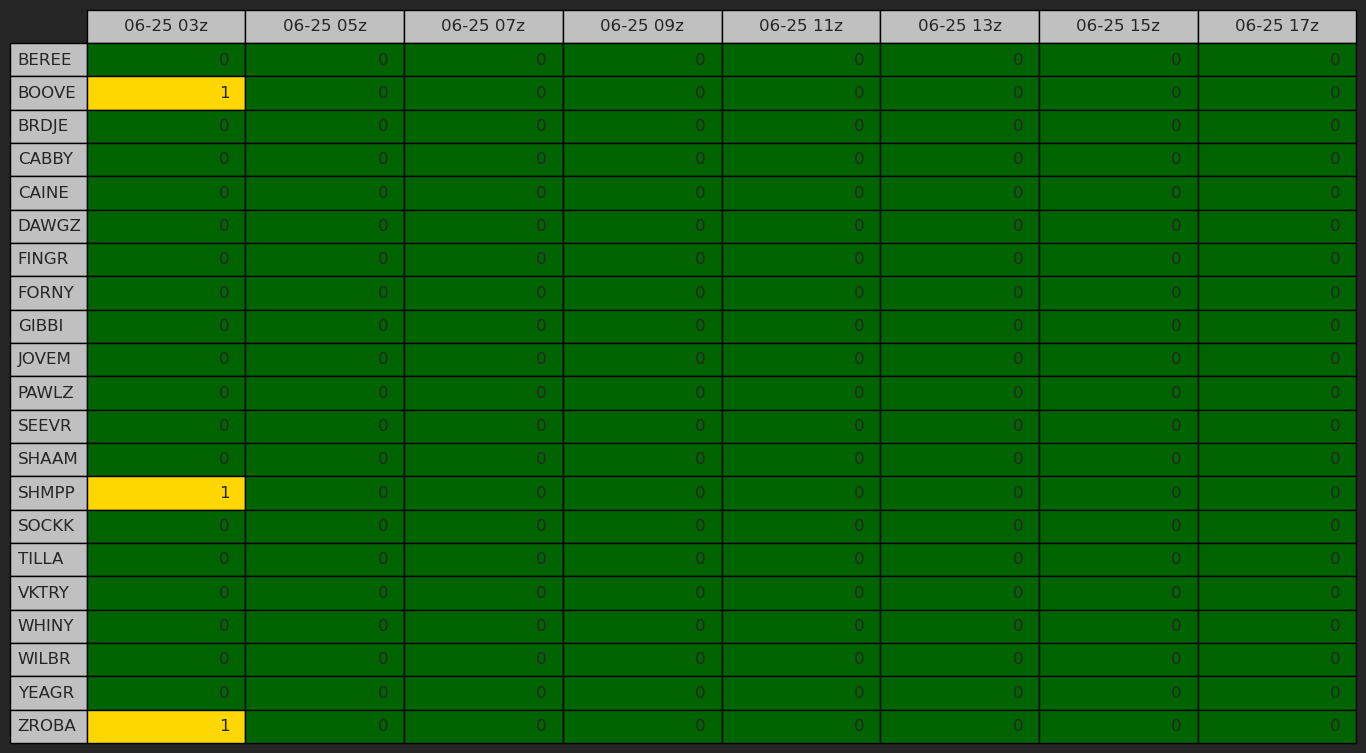 06-25 03z 06-25 05z 06-25 07z 06-25 09z 06-25 11z 06-25 13z 06-25 15z 06-25 17z
BEREE 0 0 0 0 0 0 0 0
BOOVE 1 0 0 0 0 0 0 0
BRDJE 0 0 0 0 0 0 0 0
CABBY 0 0 0 0 0 0 0 0
CAINE 0 0 0 0 0 0 0 0
DAWGZ 0 0 0 0 0 0 0 0
FINGR 0 0 0 0 0 0 0 0
FORNY 0 0 0 0 0 0 0 0
GIBBI 0 0 0 0 0 0 0 0
JOVEM 0 0 0 0 0 0 0 0
PAWLZ 0 0 0 0 0 0 0 0
SEEVR 0 0 0 0 0 0 0 0
SHAAM 0 0 0 0 0 0 0 0
SHMPP 1 0 0 0 0 0 0 0
SOCKK 0 0 0 0 0 0 0 0
TILLA 0 0 0 0 0 0 0 0
VKTRY 0 0 0 0 0 0 0 0
WHINY 0 0 0 0 0 0 0 0
WILBR 0 0 0 0 0 0 0 0
YEAGR 0 0 0 0 0 0 0 0
ZROBA 1 0 0 0 0 0 0 0